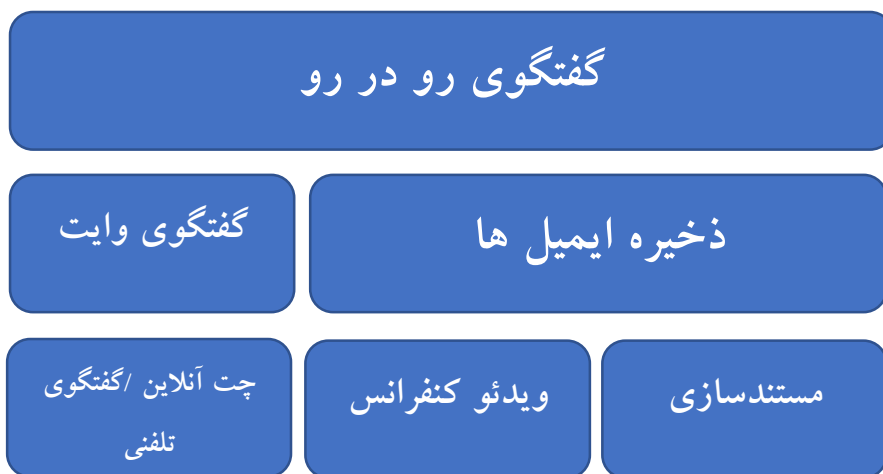 گفتگوی رو در رو
ذخیره ایمیل ها
گفتگوی وایت
مستندسازی
ویدئو کنفرانس
چت آنلاین /گفتگوی
تلفنی